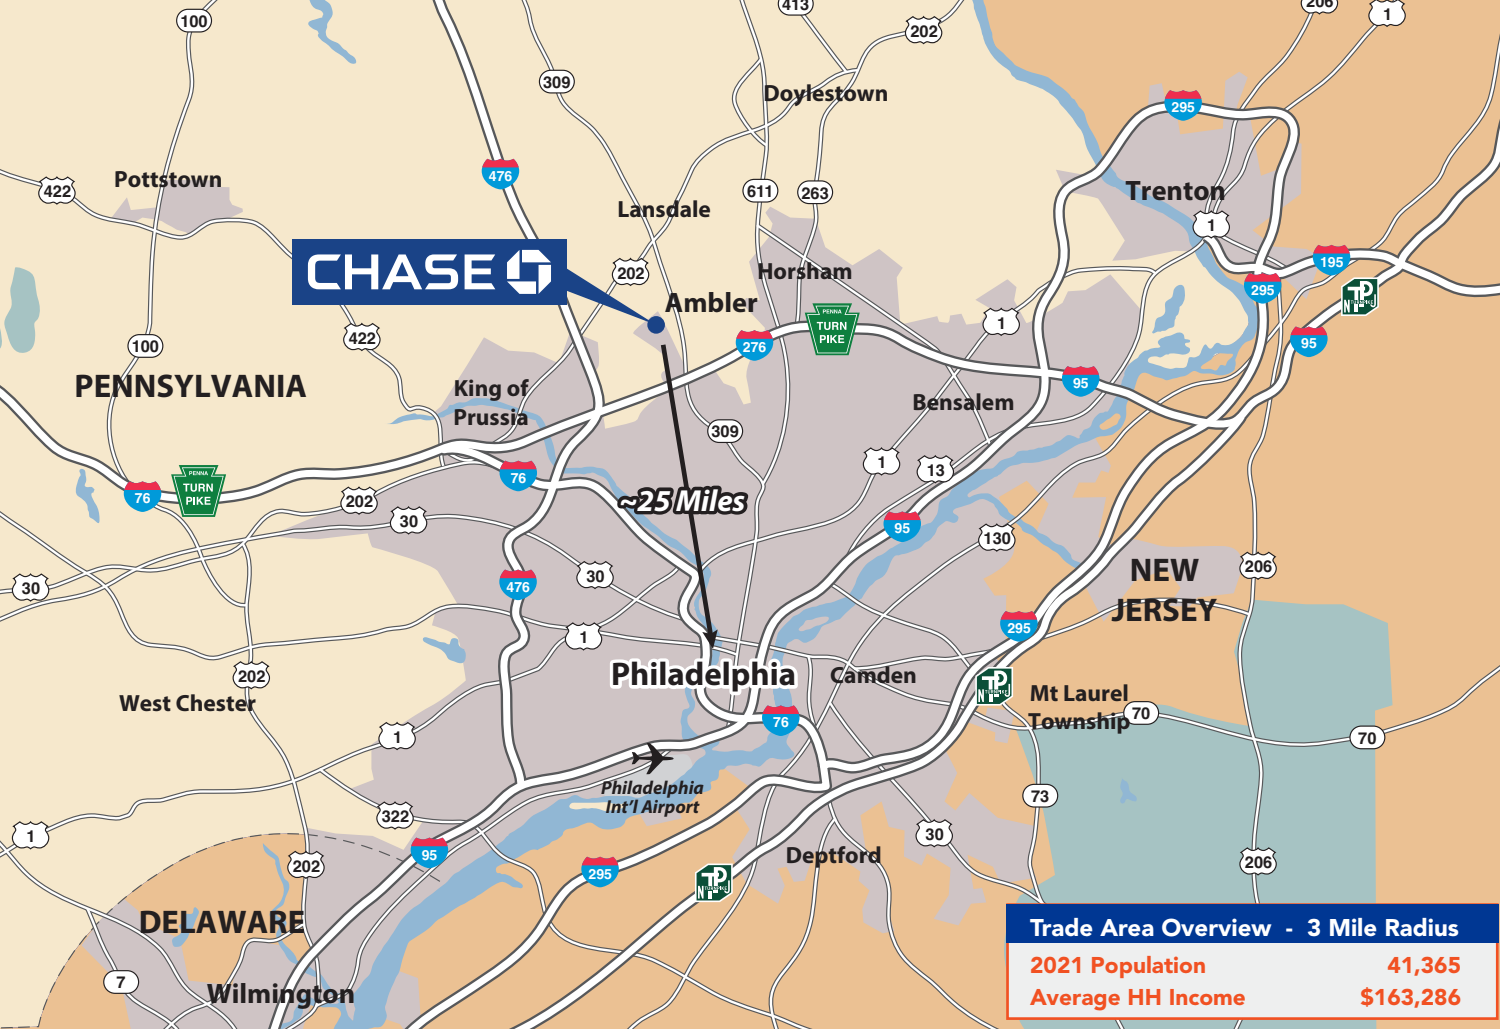 100
413
206
1
202
309
Doylestown
295
476
Pottstown
422
611
263
Trenton
Lansdale
1
CHASE
202
Horsham
195
295
Ambler
PENNA
TURN
PIKE
1
95
422
100
276
PENNSYLVANIA
King of
Prussia
95
Bensalem
309
1
13
76
PENNA
TURN
PIKE
76
202
~25 Miles
30
95
130
30
476
30
NEW
JERSEY
206
1
295
202
Philadelphia
Camden
West Chester
Mt Laurel
Township
70
70
1
76
Philadelphia
Int'l Airport
73
322
1
30
202
95
Deptford
206
295
DELAWARE
7
Wilmington
Trade Area Overview - 3 Mile Radius
2021 Population 41,365
Average HH Income $163,286